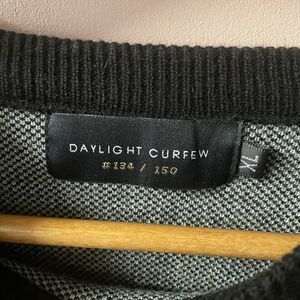 DAYLIGHT CURFEW
#134 / 150
XL